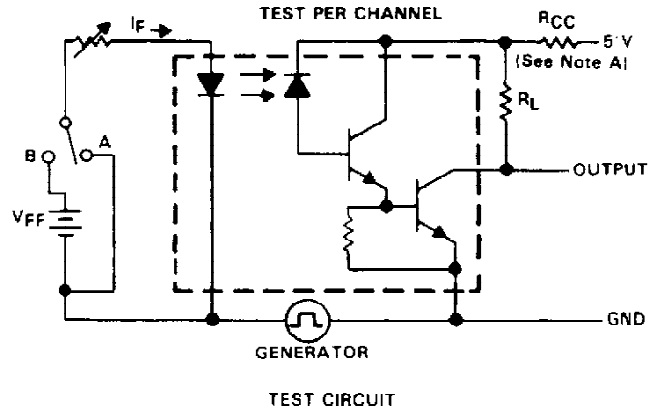 TEST PER CHANNEL
IF
RCC
5 V
(See Note A)
RL
A
B
OUTPUT
VFF
GND
GENERATOR
TEST CIRCUIT